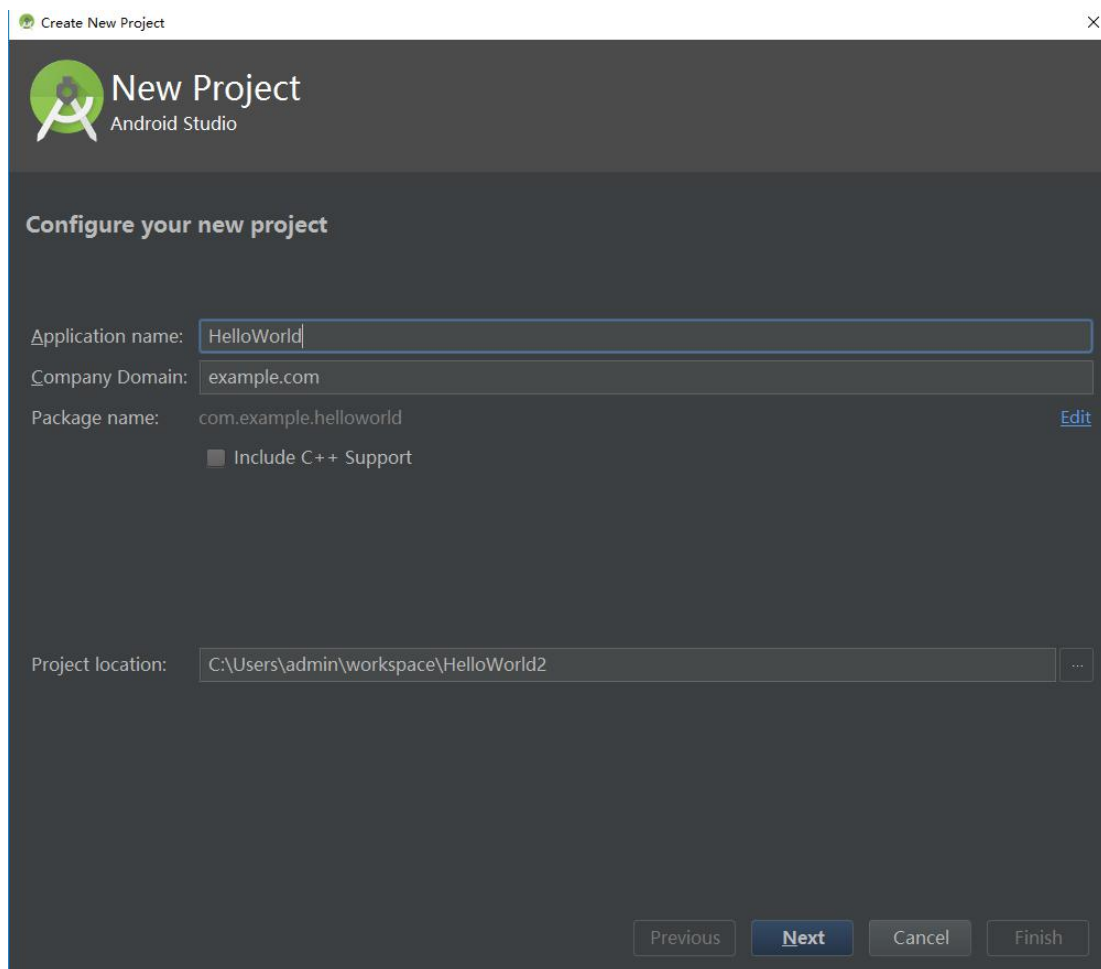 Create New Project
New Project
Android Studio
Configure your new project
Application name: HelloWorld
Company Domain: example.com
Package name: com.example.helloworld Edit
Include C++ Support
Project location: C:\Users\admin\workspace\HelloWorld2 ...
Previous Next Cancel Finish